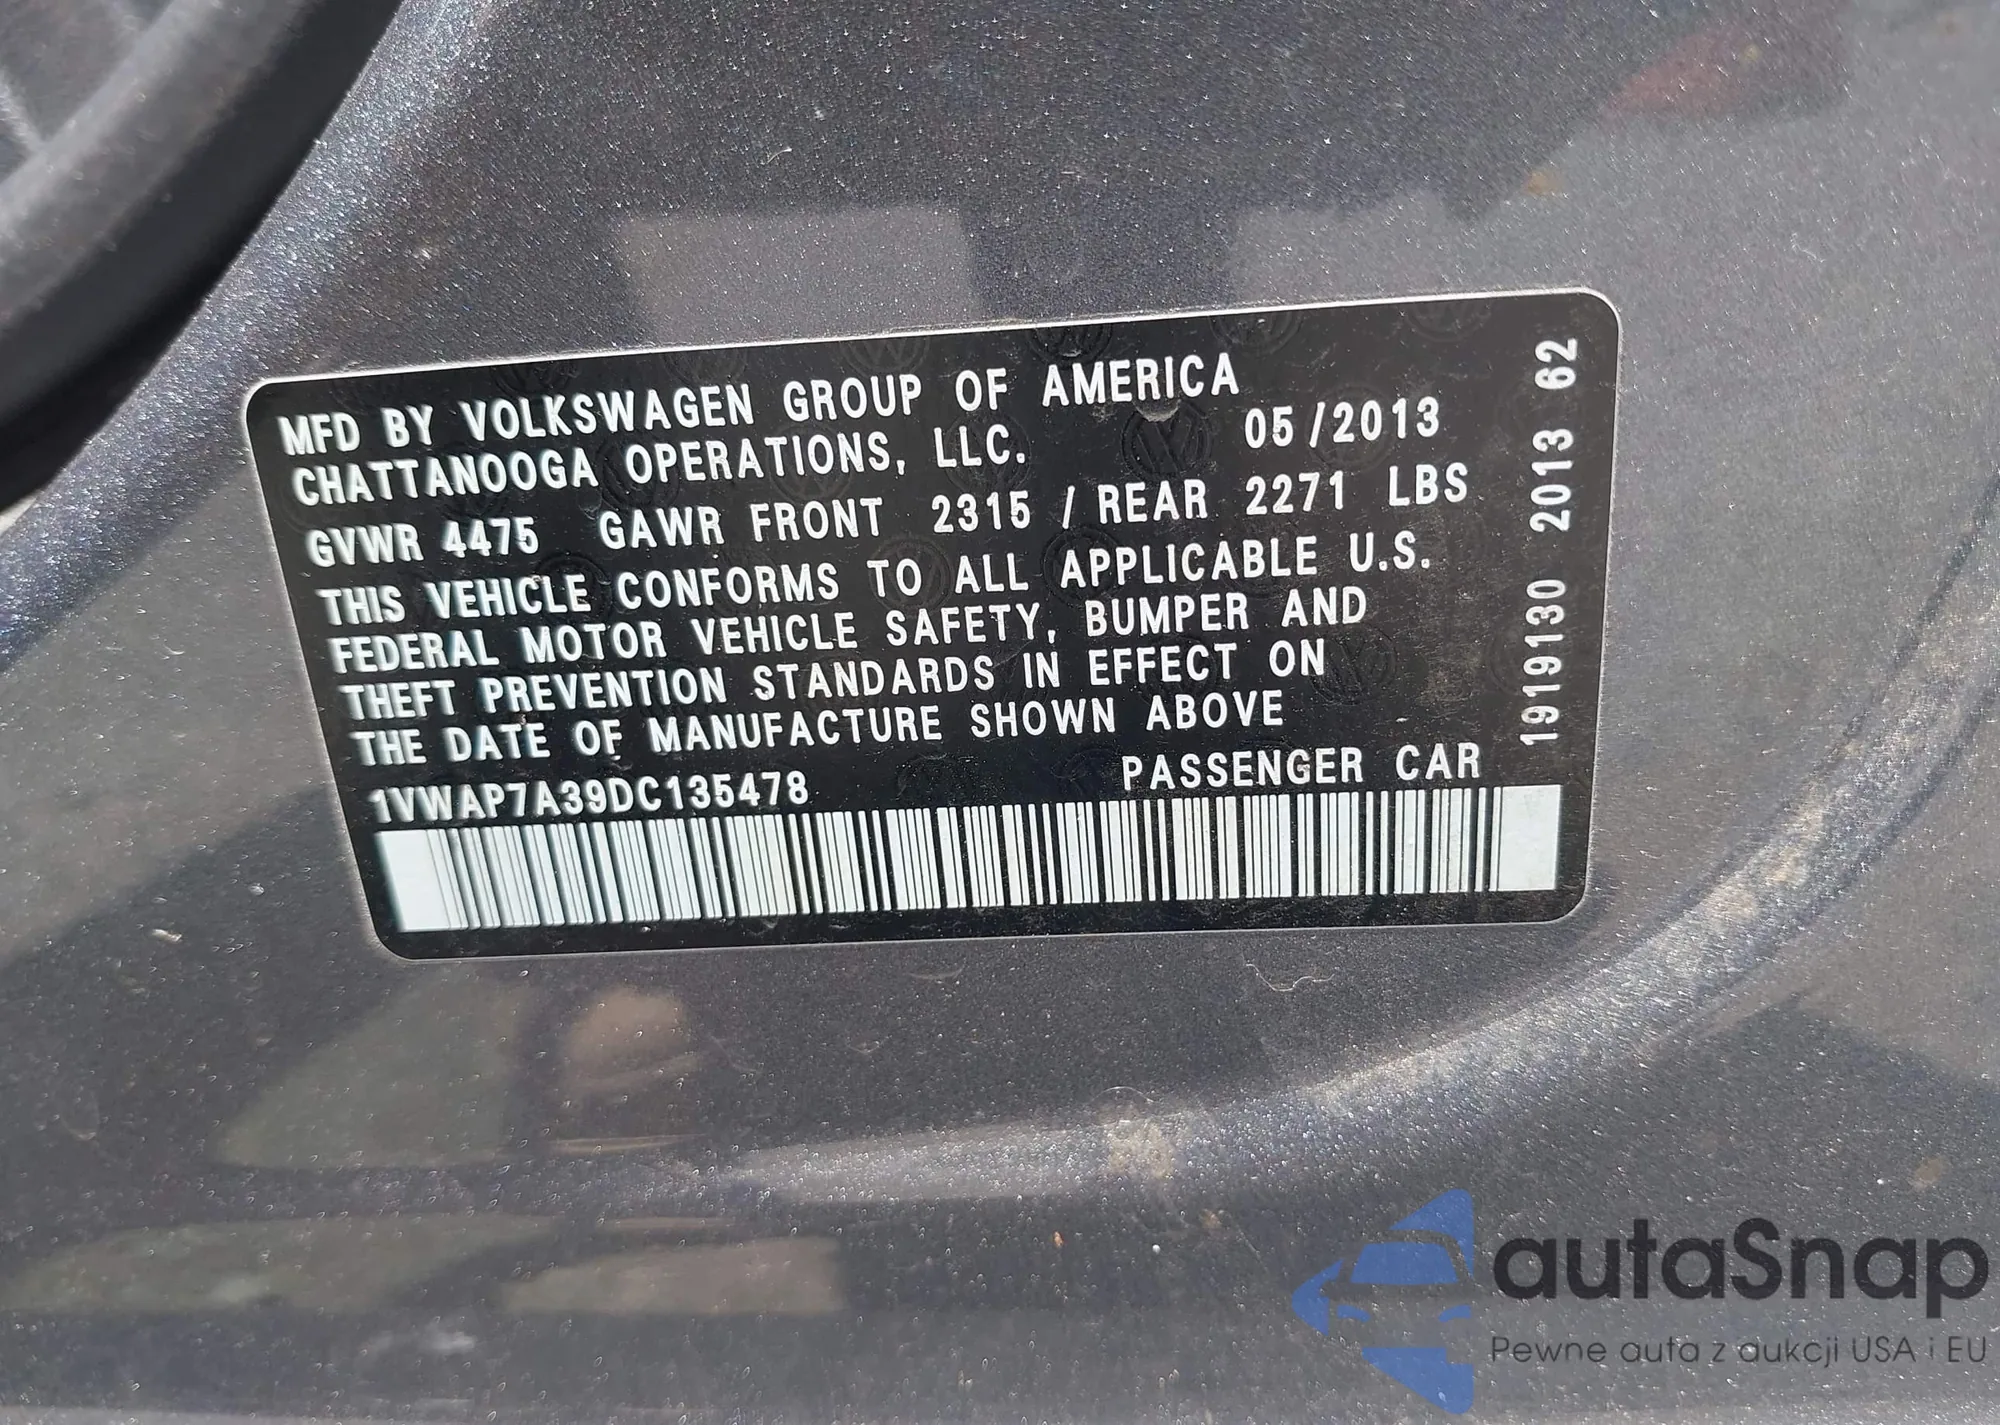 MFD BY VOLKSWAGEN GROUP OF AMERICA
CHATTANOOGA OPERATIONS, LLC. 05/2013
GVWR 4475 GAWR FRONT 2315 / REAR 2271 LBS
THIS VEHICLE CONFORMS TO ALL APPLICABLE U.S.
FEDERAL MOTOR VEHICLE SAFETY, BUMPER AND
THEFT PREVENTION STANDARDS IN EFFECT ON
THE DATE OF MANUFACTURE SHOWN ABOVE
1VWAP7A39DC135478 PASSENGER CAR
1919130 2013 62
autaSnap
Pewne auta z aukcji USA i EU